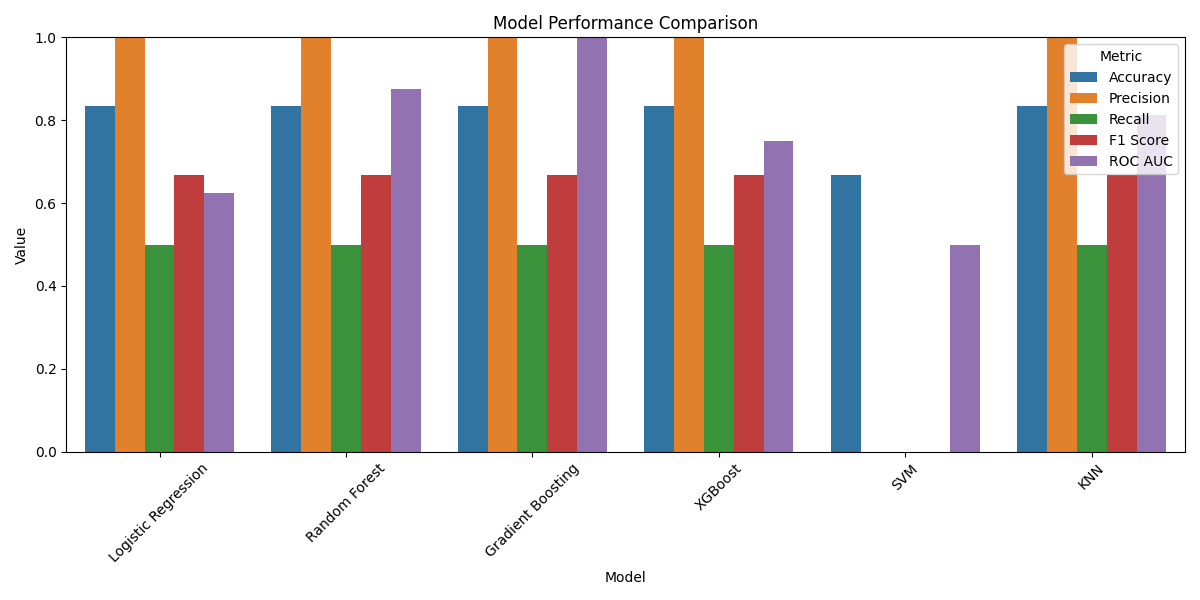 Model Performance Comparison
1.0
0.8
0.6
0.4
0.2
0.0
Value
Metric
Accuracy
Precision
Recall
F1 Score
ROC AUC
Logistic Regression
Random Forest
Gradient Boosting
XGBoost
SVM
KNN
Model